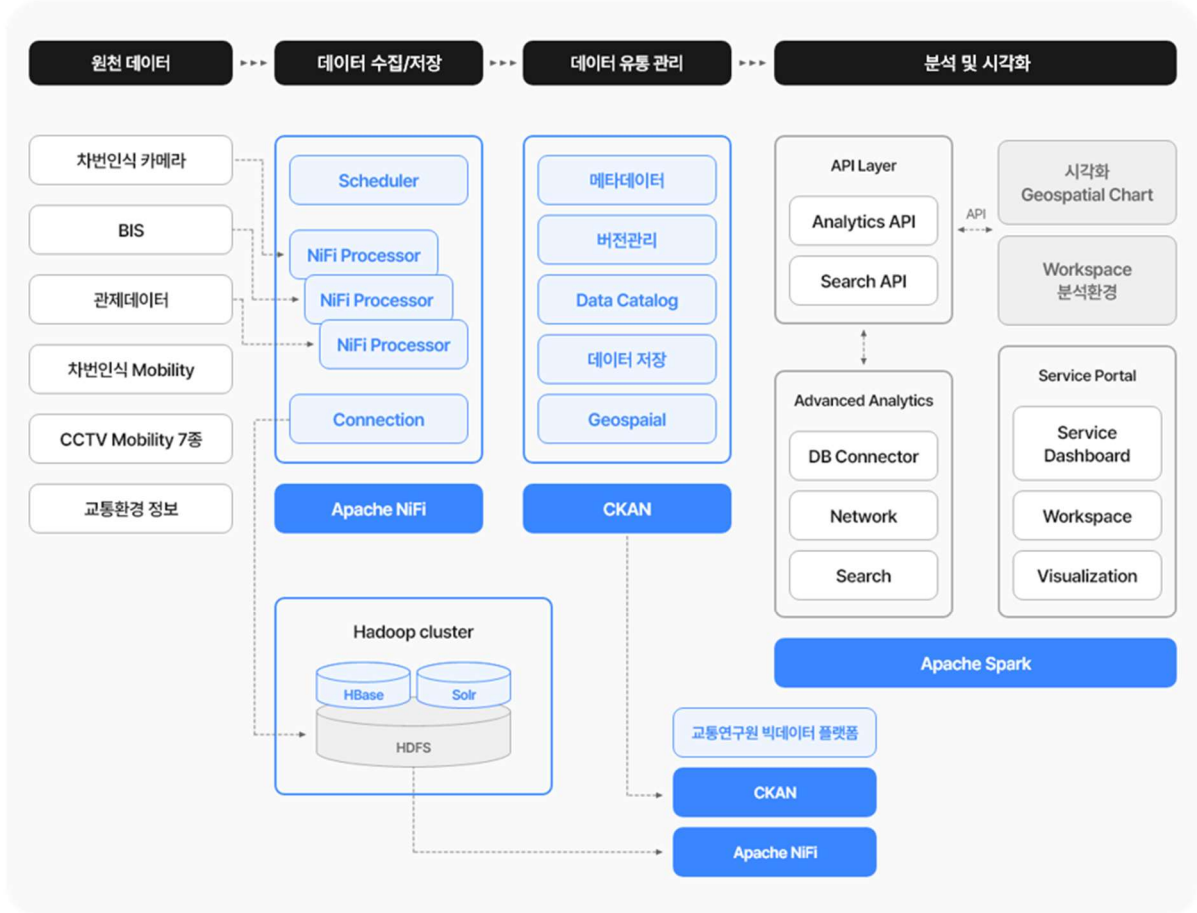 원천 데이터
데이터 수집/저장
데이터 유통 관리
분석 및 시각화
차번인식 카메라
BIS
관제데이터
차번인식 Mobility
CCTV Mobility 7종
교통환경 정보
Scheduler
NiFi Processor
NiFi Processor
NiFi Processor
Connection
Apache NiFi
메타데이터
버전관리
Data Catalog
데이터 저장
Geospaial
CKAN
API Layer
Analytics API
Search API
API
시각화
Geospatial Chart
Workspace
분석환경
Advanced Analytics
DB Connector
Network
Search
Service Portal
Service
Dashboard
Workspace
Visualization
Apache Spark
Hadoop cluster
HBase
Solr
HDFS
교통연구원 빅데이터 플랫폼
CKAN
Apache NiFi